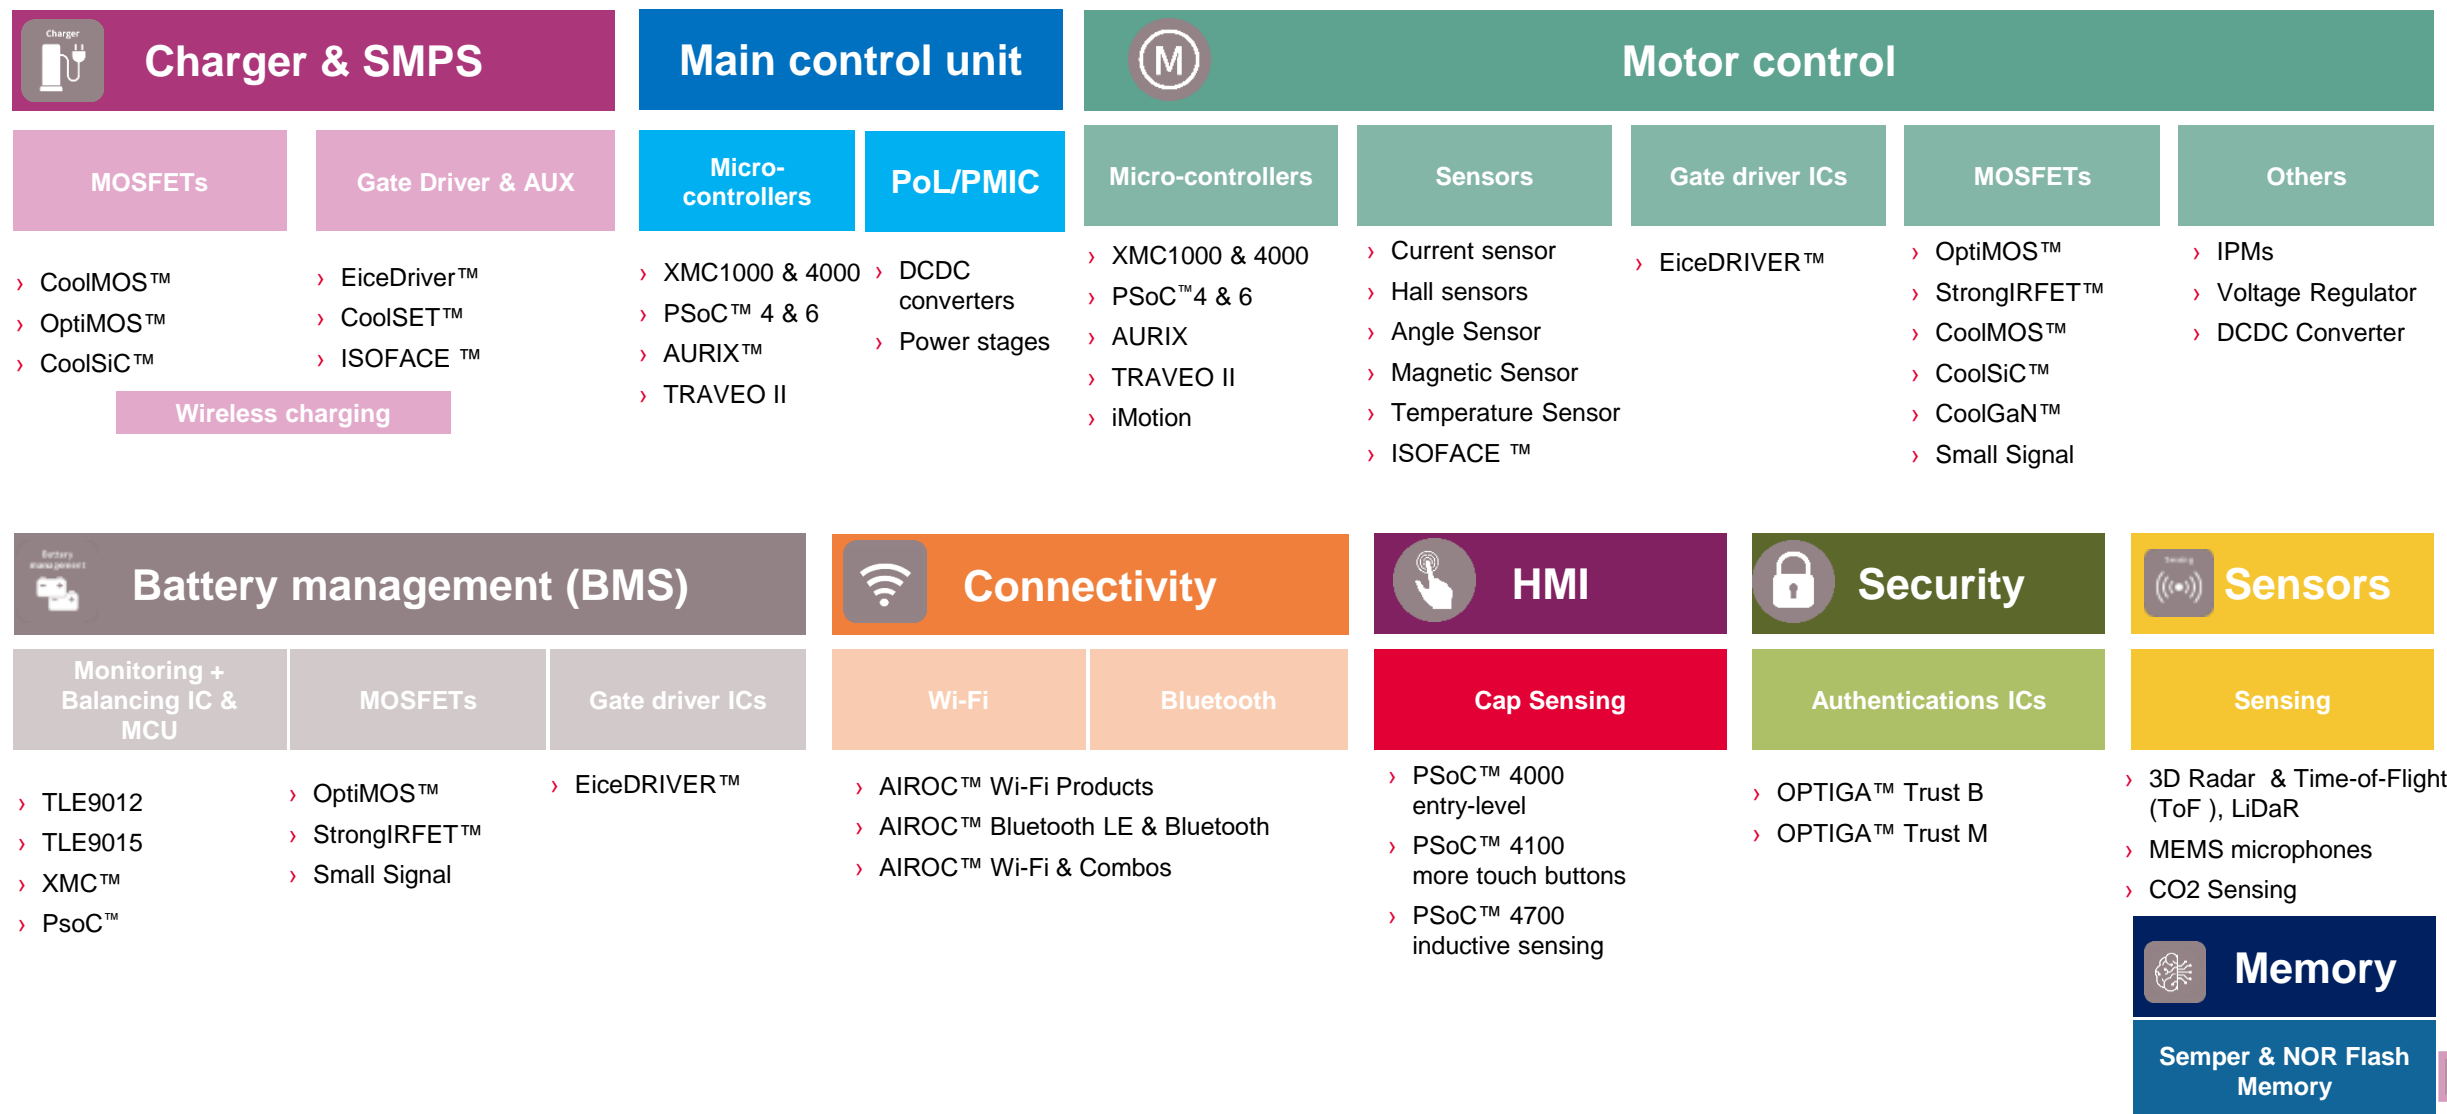 Charger
Charger & SMPS
MOSFETs
Gate Driver & AUX
› CoolMOS™
› OptiMOS™
› CoolSiC™
› EiceDriver™
› CoolSET™
› ISOFACE ™
Wireless charging
Main control unit
Micro-
controllers
PoL/PMIC
› XMC1000 & 4000
› PSoC™ 4 & 6
› AURIX™
› TRAVEO II
› DCDC
converters
› Power stages
M
Motor control
Micro-controllers
Sensors
Gate driver ICs
MOSFETs
Others
› XMC1000 & 4000
› PSoC™4 & 6
› AURIX
› TRAVEO II
› iMotion
› Current sensor
› Hall sensors
› Angle Sensor
› Magnetic Sensor
› Temperature Sensor
› ISOFACE ™
› EiceDRIVER™
› OptiMOS™
› StrongIRFET™
› CoolMOS™
› CoolSiC™
› CoolGaN™
› Small Signal
› IPMs
› Voltage Regulator
› DCDC Converter
Battery
management
Battery management (BMS)
Monitoring +
Balancing IC &
MCU
MOSFETs
Gate driver ICs
› TLE9012
› TLE9015
› XMC™
› PsoC™
› OptiMOS™
› StrongIRFET™
› Small Signal
› EiceDRIVER™
Connectivity
Wi-Fi
Bluetooth
› AIROC™ Wi-Fi Products
› AIROC™ Bluetooth LE & Bluetooth
› AIROC™ Wi-Fi & Combos
HMI
Cap Sensing
› PSoC™ 4000
entry-level
› PSoC™ 4100
more touch buttons
› PSoC™ 4700
inductive sensing
Security
Authentications ICs
› OPTIGA™ Trust B
› OPTIGA™ Trust M
Sensing
Sensors
Sensing
› 3D Radar & Time-of-Flight
(ToF ), LiDaR
› MEMS microphones
› CO2 Sensing
Memory
Semper & NOR Flash
Memory